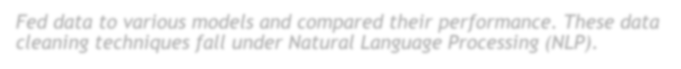 Fed data to various models and compared their performance. These data
cleaning techniques fall under Natural Language Processing (NLP).